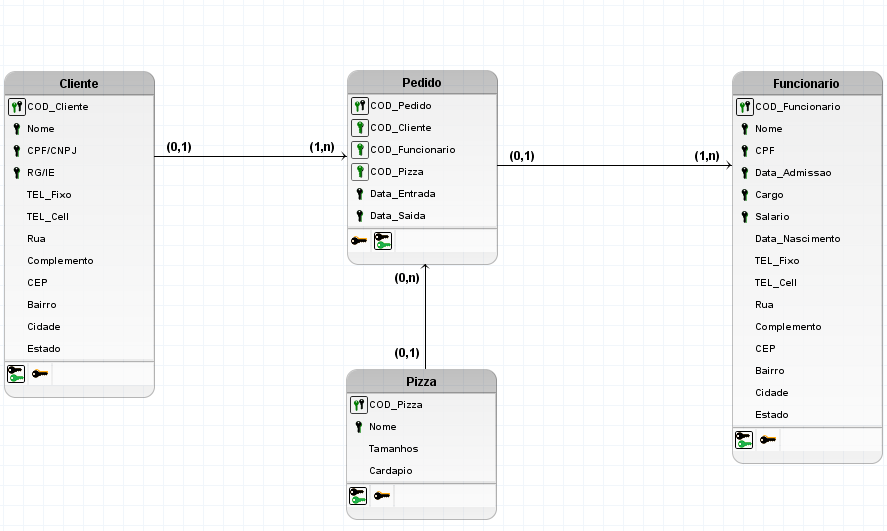 Cliente
COD_Cliente
Nome
CPF/CNPJ
RG/IE
TEL_Fixo
TEL_Cell
Rua
Complemento
CEP
Bairro
Cidade
Estado
(0,1)
(1,n)
Pedido
COD_Pedido
COD_Cliente
COD_Funcionario
COD_Pizza
Data_Entrada
Data_Saida
(0,1)
(1,n)
(0,n)
(0,1)
Pizza
COD_Pizza
Nome
Tamanhos
Cardapio
Funcionario
COD_Funcionario
Nome
CPF
Data_Admissao
Cargo
Salario
Data_Nascimento
TEL_Fixo
TEL_Cell
Rua
Complemento
CEP
Bairro
Cidade
Estado